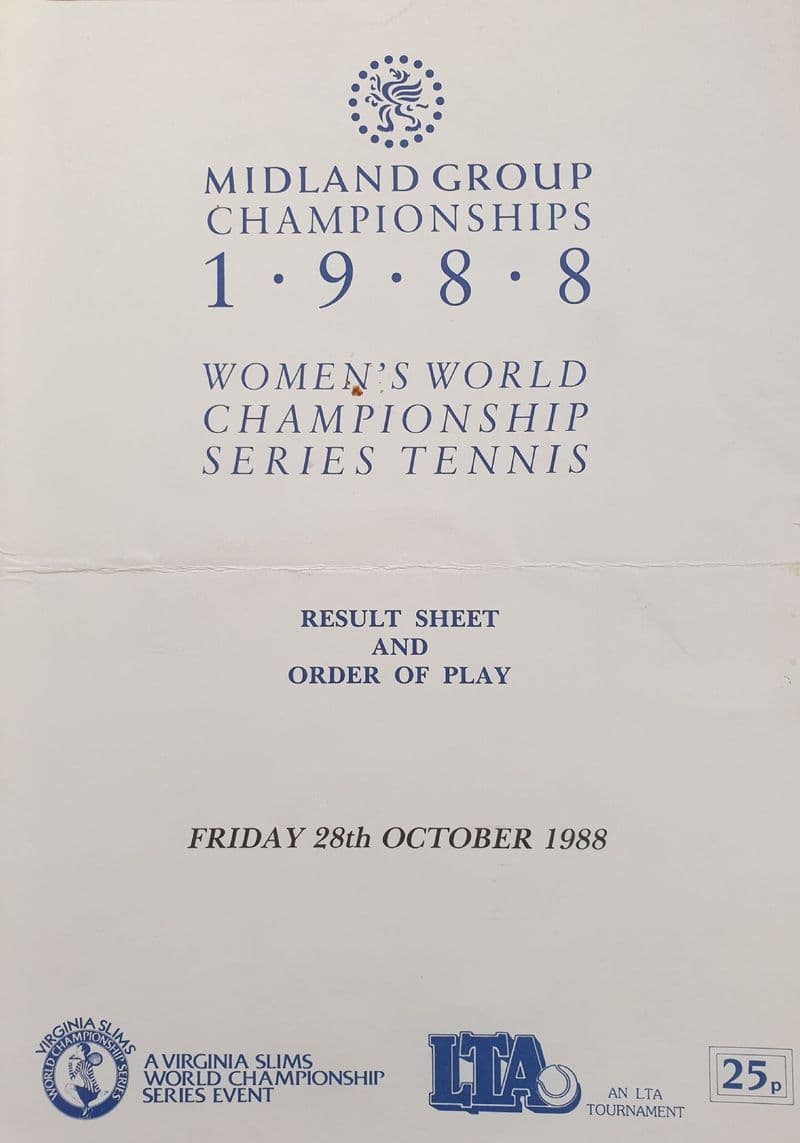 MIDLAND GROUP
CHAMPIONSHIPS
1·9·8·8
WOMEN'S WORLD
CHAMPIONSHIP
SERIES TENNIS
RESULT SHEET
AND
ORDER OF PLAY
FRIDAY 28th OCTOBER 1988
VIRGINIA SLIMS
WORLD CHAMPIONSHIP SERIES
A VIRGINIA SLIMS
WORLD CHAMPIONSHIP
SERIES EVENT
LTA
AN LTA
TOURNAMENT
25p